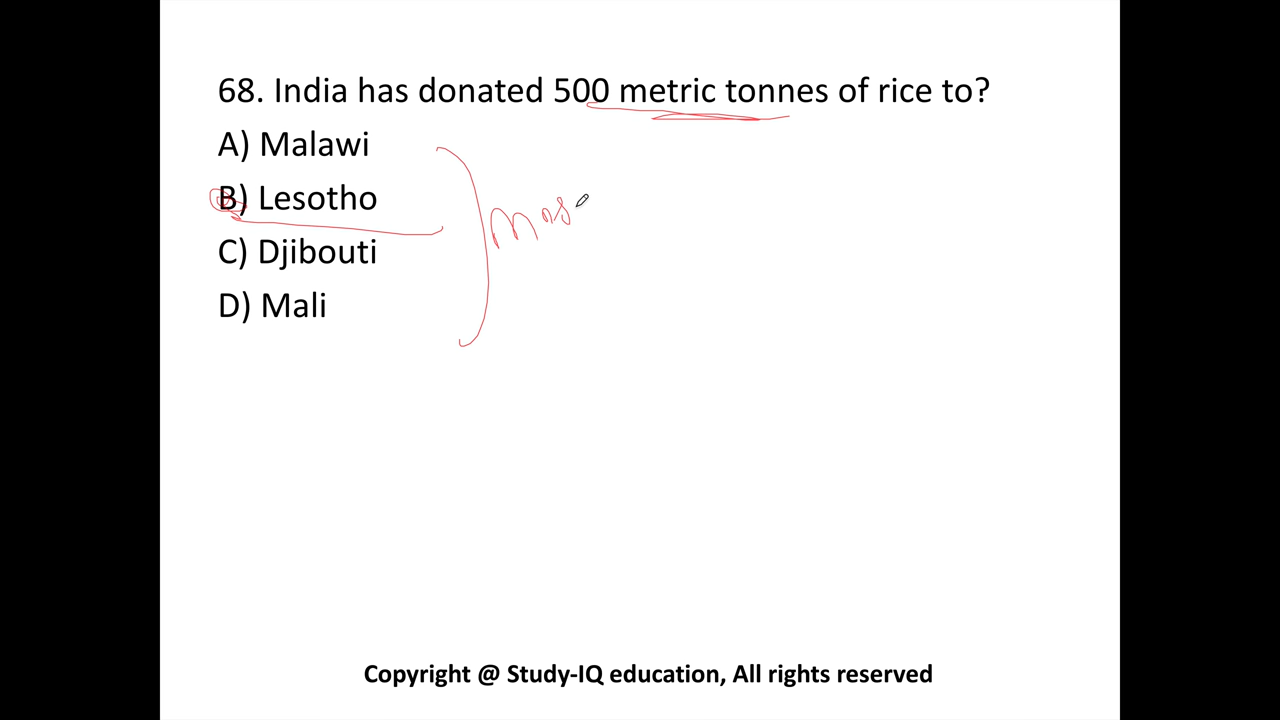 68. India has donated 500 metric tonnes of rice to?
A) Malawi
B) Lesotho
C) Djibouti
D) Mali
Copyright @ Study-IQ education, All rights reserved